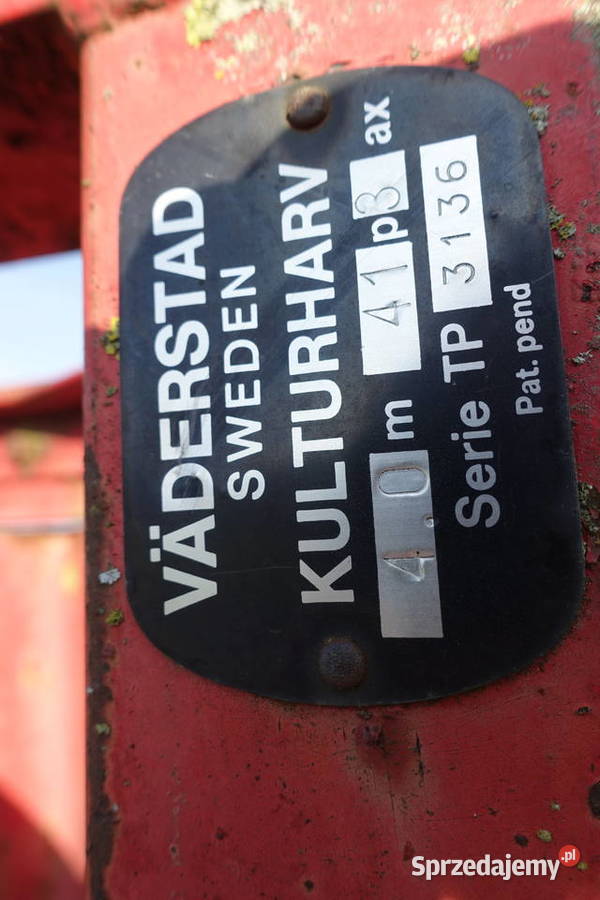 VÄDERSTAD
SWEDEN
KULTURHARV
4.0 m 41 p 3 ax
Serie TP 3136
Pat. pend
Sprzedajemy.pl